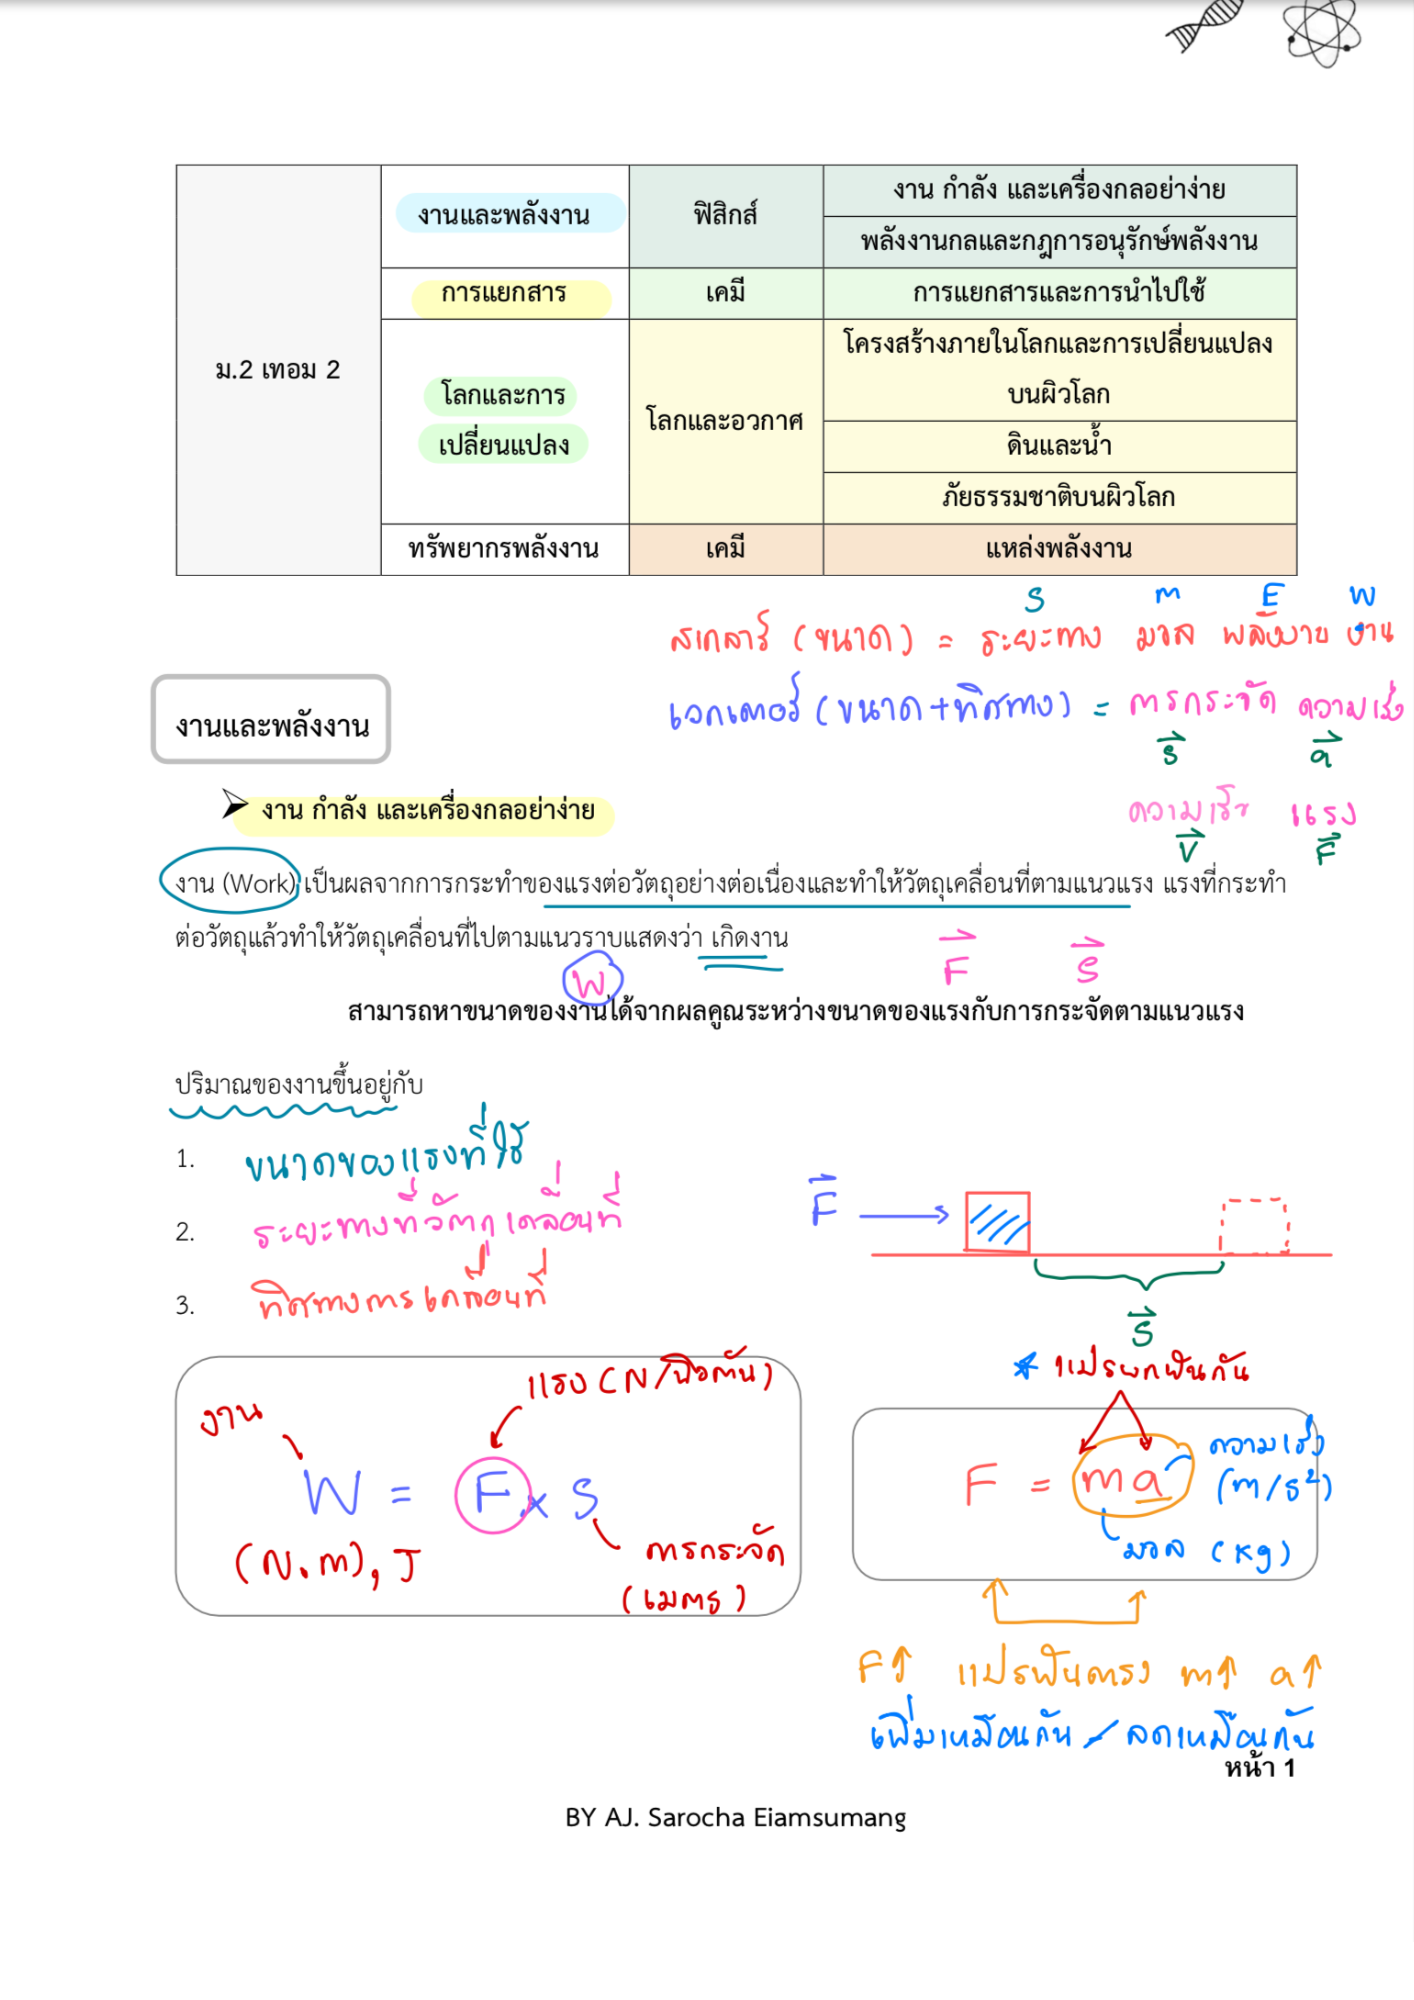 ม.2 เทอม 2
งานและพลังงาน
ฟิสิกส์
งาน กำลัง และเครื่องกลอย่าง่าย
พลังงานกลและกฎการอนุรักษ์พลังงาน
การแยกสาร
เคมี
การแยกสารและการนำไปใช้
โลกและการ
เปลี่ยนแปลง
โลกและอวกาศ
โครงสร้างภายในโลกและการเปลี่ยนแปลง
บนผิวโลก
ดินและน้ำ
ภัยธรรมชาติบนผิวโลก
ทรัพยากรพลังงาน
เคมี
แหล่งพลังงาน
S m E W
สเกลาร์ (ขนาด) = ระยะทาง มวล พลังงาน งาน
เวกเตอร์ (ขนาด+ทิศทาง) = การกระจัด ความเร่ง
S a
ความเร็ว แรง
V F
งานและพลังงาน
➤ งาน กำลัง และเครื่องกลอย่าง่าย
งาน (Work) เป็นผลจากการกระทำของแรงต่อวัตถุอย่างต่อเนื่องและทำให้วัตถุเคลื่อนที่ตามแนวแรง แรงที่กระทำ
ต่อวัตถุแล้วทำให้วัตถุเคลื่อนที่ไปตามแนวราบแสดงว่า เกิดงาน
W F S
สามารถหาขนาดของงานได้จากผลคูณระหว่างขนาดของแรงกับการกระจัดตามแนวแรง
ปริมาณของงานขึ้นอยู่กับ
1. ขนาดของแรงที่ใช้
2. ระยะทางที่วัตถุเคลื่อนที่
3. ทิศทางการเคลื่อนที่
F
S
งาน
แรง (N/นิวตัน)
W = F x S
(N.m), J
การกระจัด
(เมตร)
* แปรผกผันกัน
F = ma
ความเร่ง
(m/s²)
มวล (kg)
F↑ แปรผันตรง m↑ a↑
เพิ่มเหมือนกัน / ลดเหมือนกัน
หน้า 1
BY AJ. Sarocha Eiamsumang